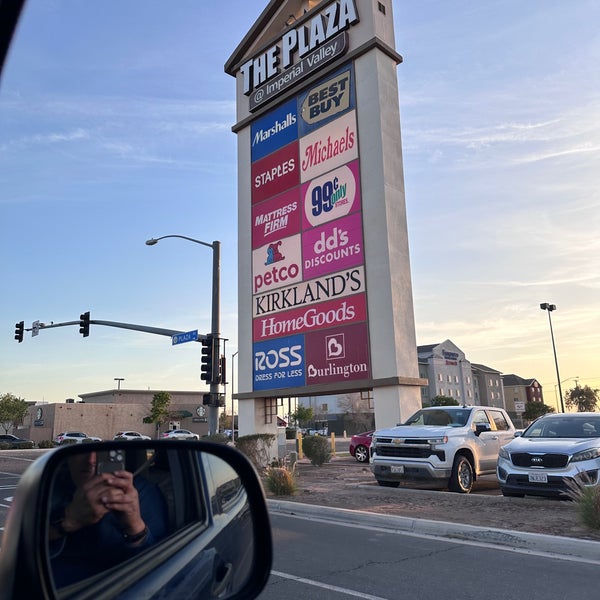 THE PLAZA
@ Imperial Valley
Marshalls
BEST BUY
STAPLES
Michaels
MATTRESS FIRM
99¢ only STORES
petco
dd's DISCOUNTS
KIRKLAND'S
HomeGoods
ROSS
DRESS FOR LESS
Burlington
PLAZA
KIA